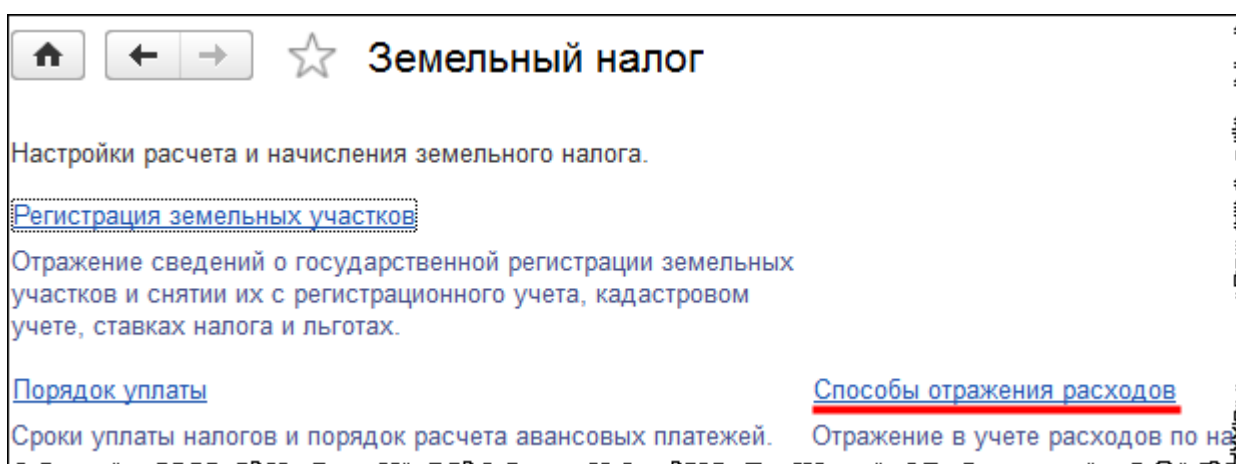 Земельный налог
Настройки расчета и начисления земельного налога.
Регистрация земельных участков
Отражение сведений о государственной регистрации земельных
участков и снятии их с регистрационного учета, кадастровом
учете, ставках налога и льготах.
Порядок уплаты
Сроки уплаты налогов и порядок расчета авансовых платежей.
Способы отражения расходов
Отражение в учете расходов по